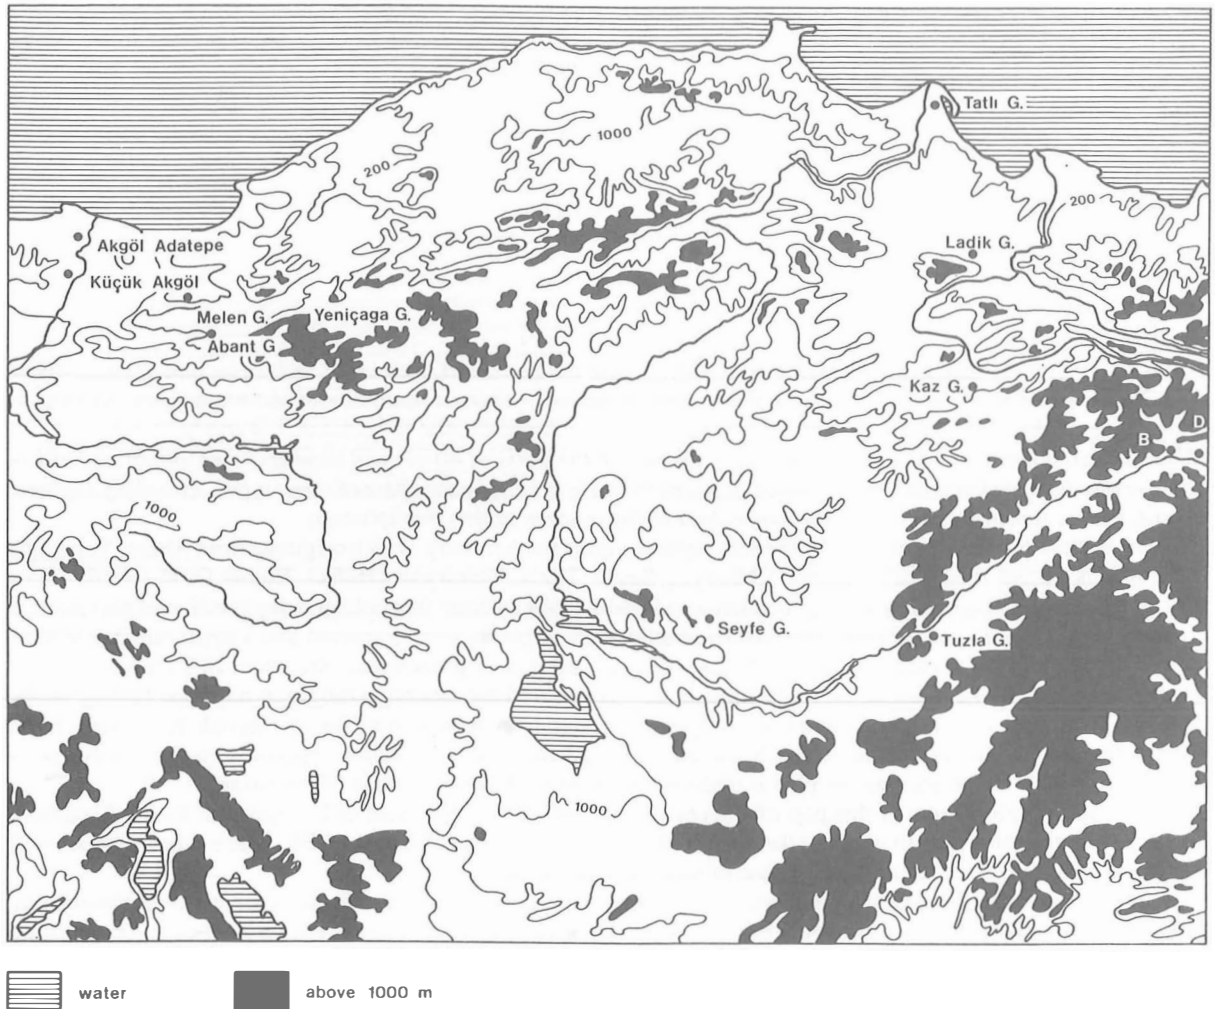 Tatlı G.
1000
200
200
Akgöl Adatepe
Ladik G.
Küçük Akgöl
Melen G.
Yeniçaga G.
Abant G
Kaz G.
D
B
1000
Seyfe G.
Tuzla G.
1000
water
above 1000 m